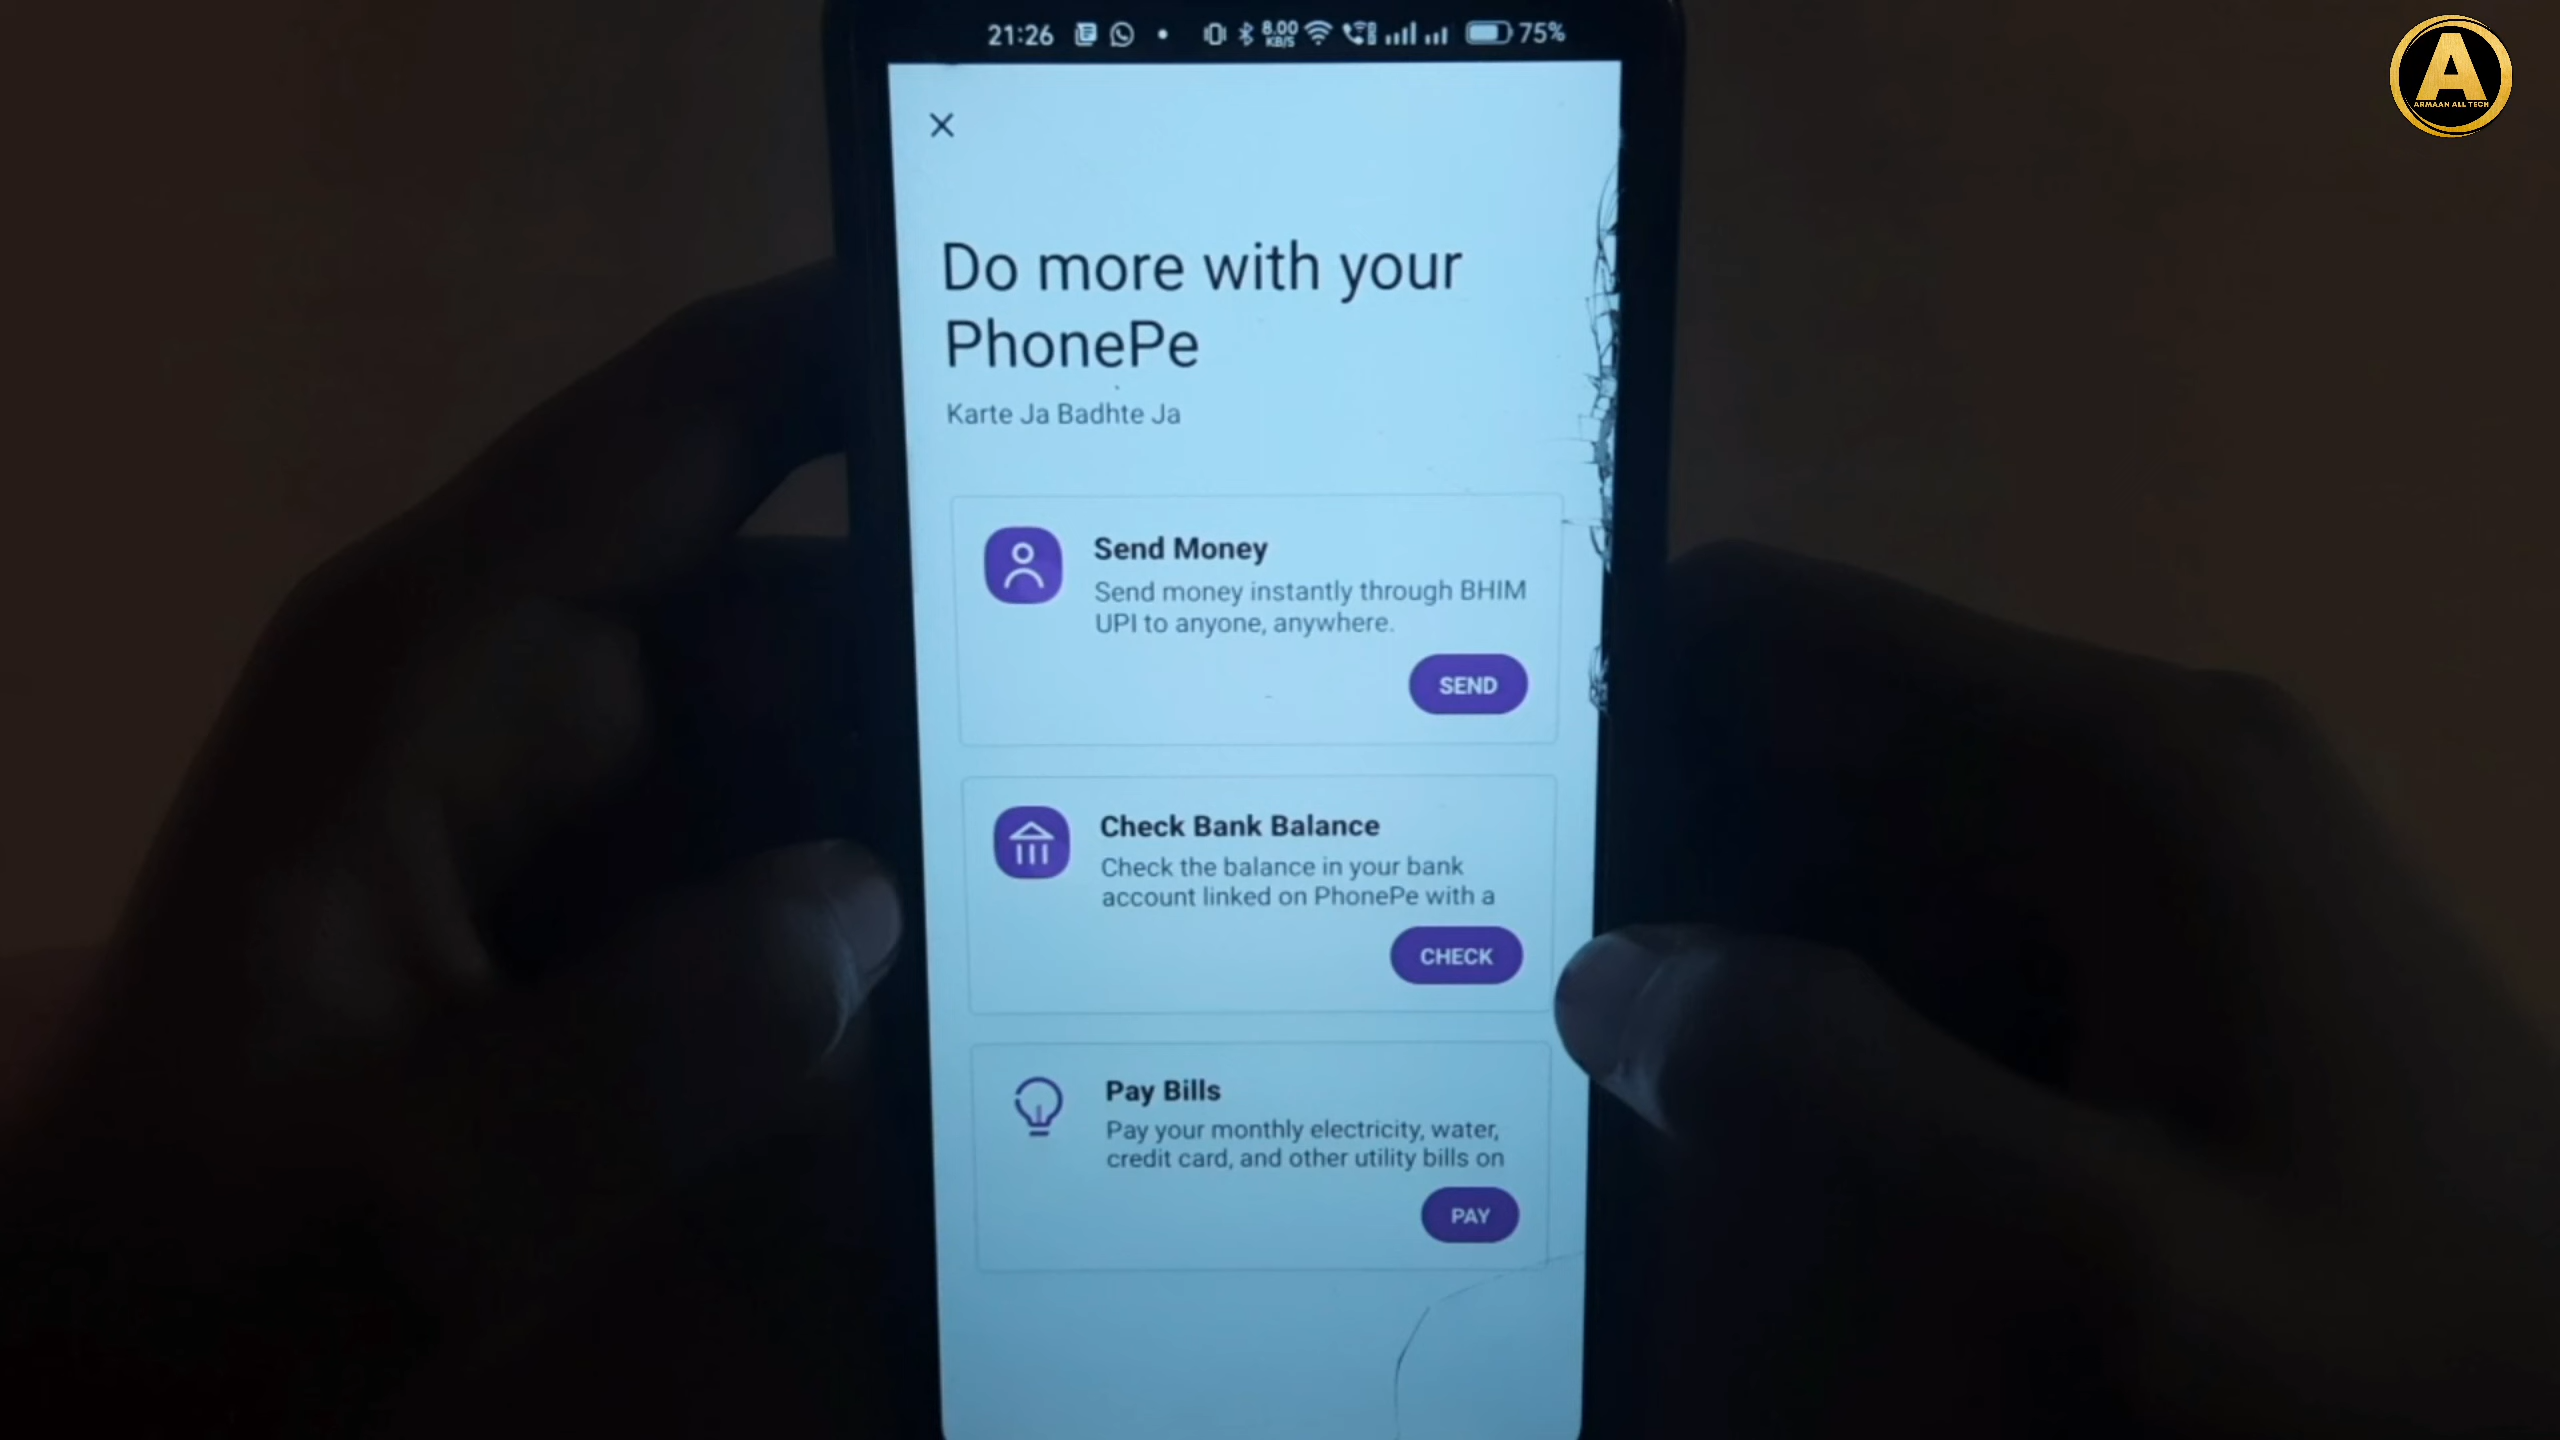 21:26 8.00 KB/S 75%
A
ARMAAN ALL TECH
Do more with your
PhonePe
Karte Ja Badhte Ja
Send Money
Send money instantly through BHIM
UPI to anyone, anywhere.
SEND
Check Bank Balance
Check the balance in your bank
account linked on PhonePe with a
CHECK
Pay Bills
Pay your monthly electricity, water,
credit card, and other utility bills on
PAY